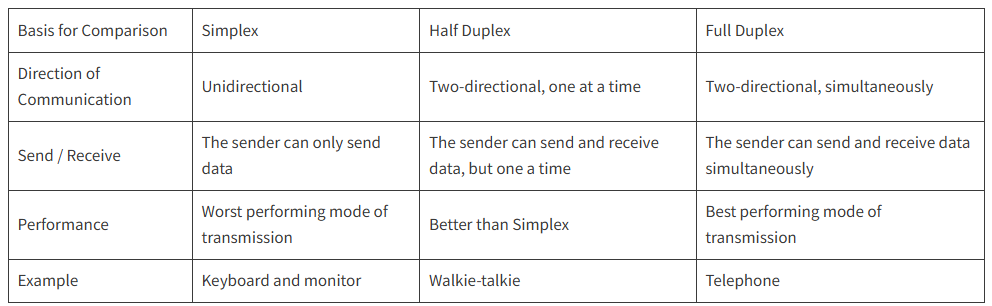 Basis for Comparison Simplex Half Duplex Full Duplex
Direction of
Communication Unidirectional Two-directional, one at a time Two-directional, simultaneously
Send / Receive The sender can only send
data The sender can send and receive
data, but one a time The sender can send and receive data
simultaneously
Performance Worst performing mode of
transmission Better than Simplex Best performing mode of
transmission
Example Keyboard and monitor Walkie-talkie Telephone